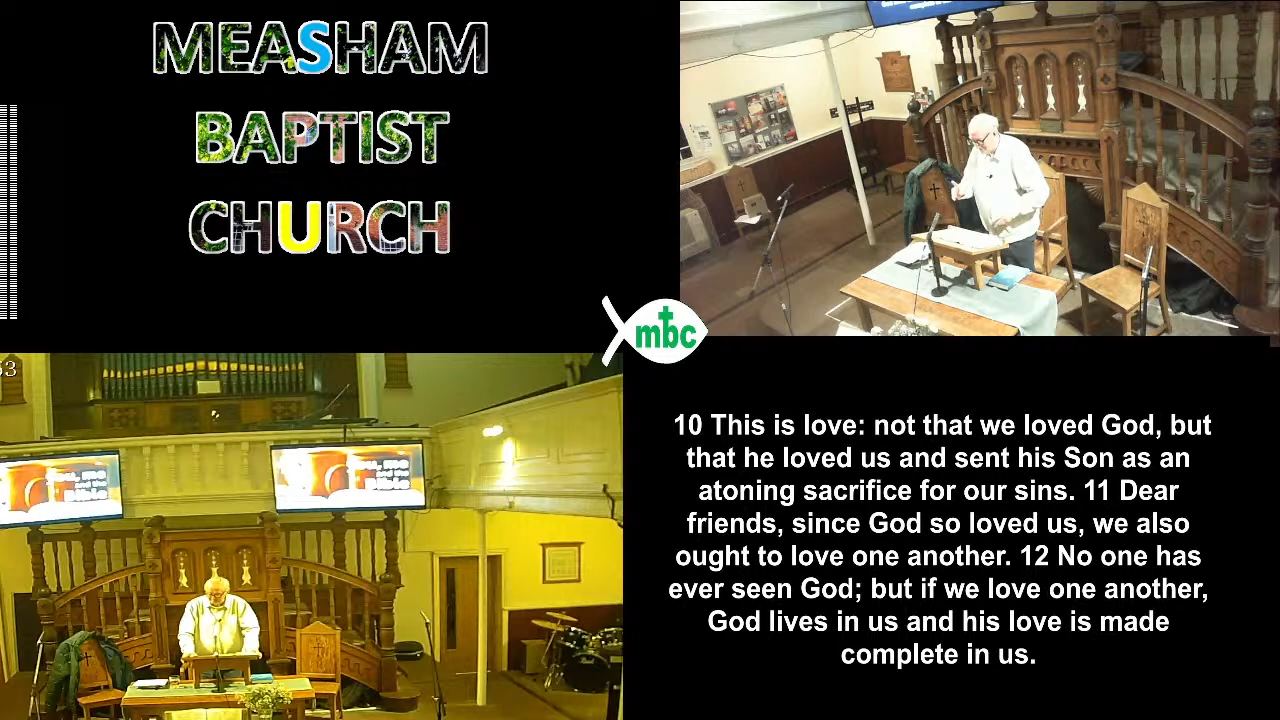 MEASHAM
BAPTIST
CHURCH
mbc
53
10 This is love: not that we loved God, but
that he loved us and sent his Son as an
atoning sacrifice for our sins. 11 Dear
friends, since God so loved us, we also
ought to love one another. 12 No one has
ever seen God; but if we love one another,
God lives in us and his love is made
complete in us.